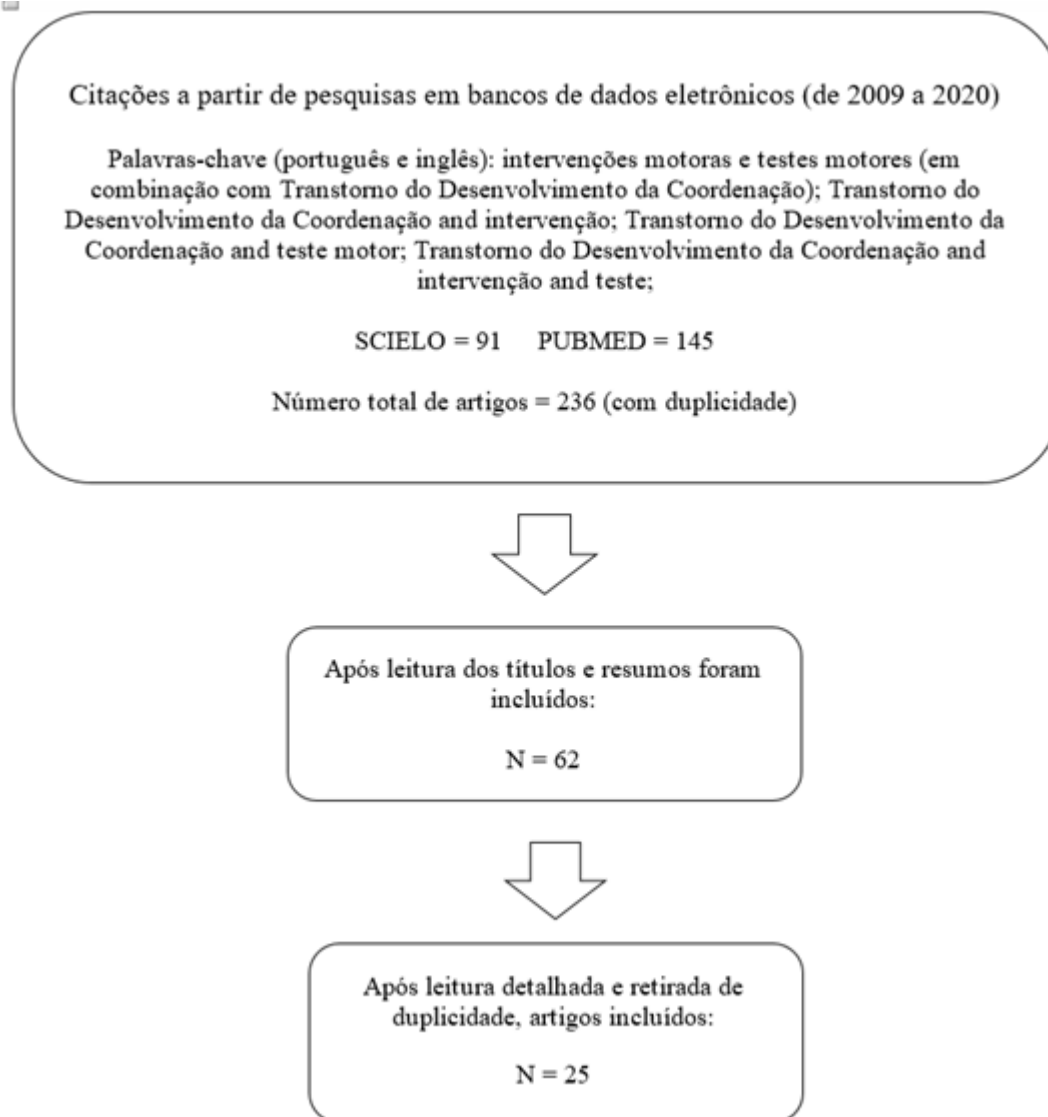 Citações a partir de pesquisas em bancos de dados eletrônicos (de 2009 a 2020)
Palavras-chave (português e inglês): intervenções motoras e testes motores (em
combinação com Transtorno do Desenvolvimento da Coordenação); Transtorno do
Desenvolvimento da Coordenação and intervenção; Transtorno do Desenvolvimento da
Coordenação and teste motor; Transtorno do Desenvolvimento da Coordenação and
intervenção and teste;
SCIELO = 91 PUBMED = 145
Número total de artigos = 236 (com duplicidade)
Após leitura dos títulos e resumos foram
incluídos:
N = 62
Após leitura detalhada e retirada de
duplicidade, artigos incluídos:
N = 25